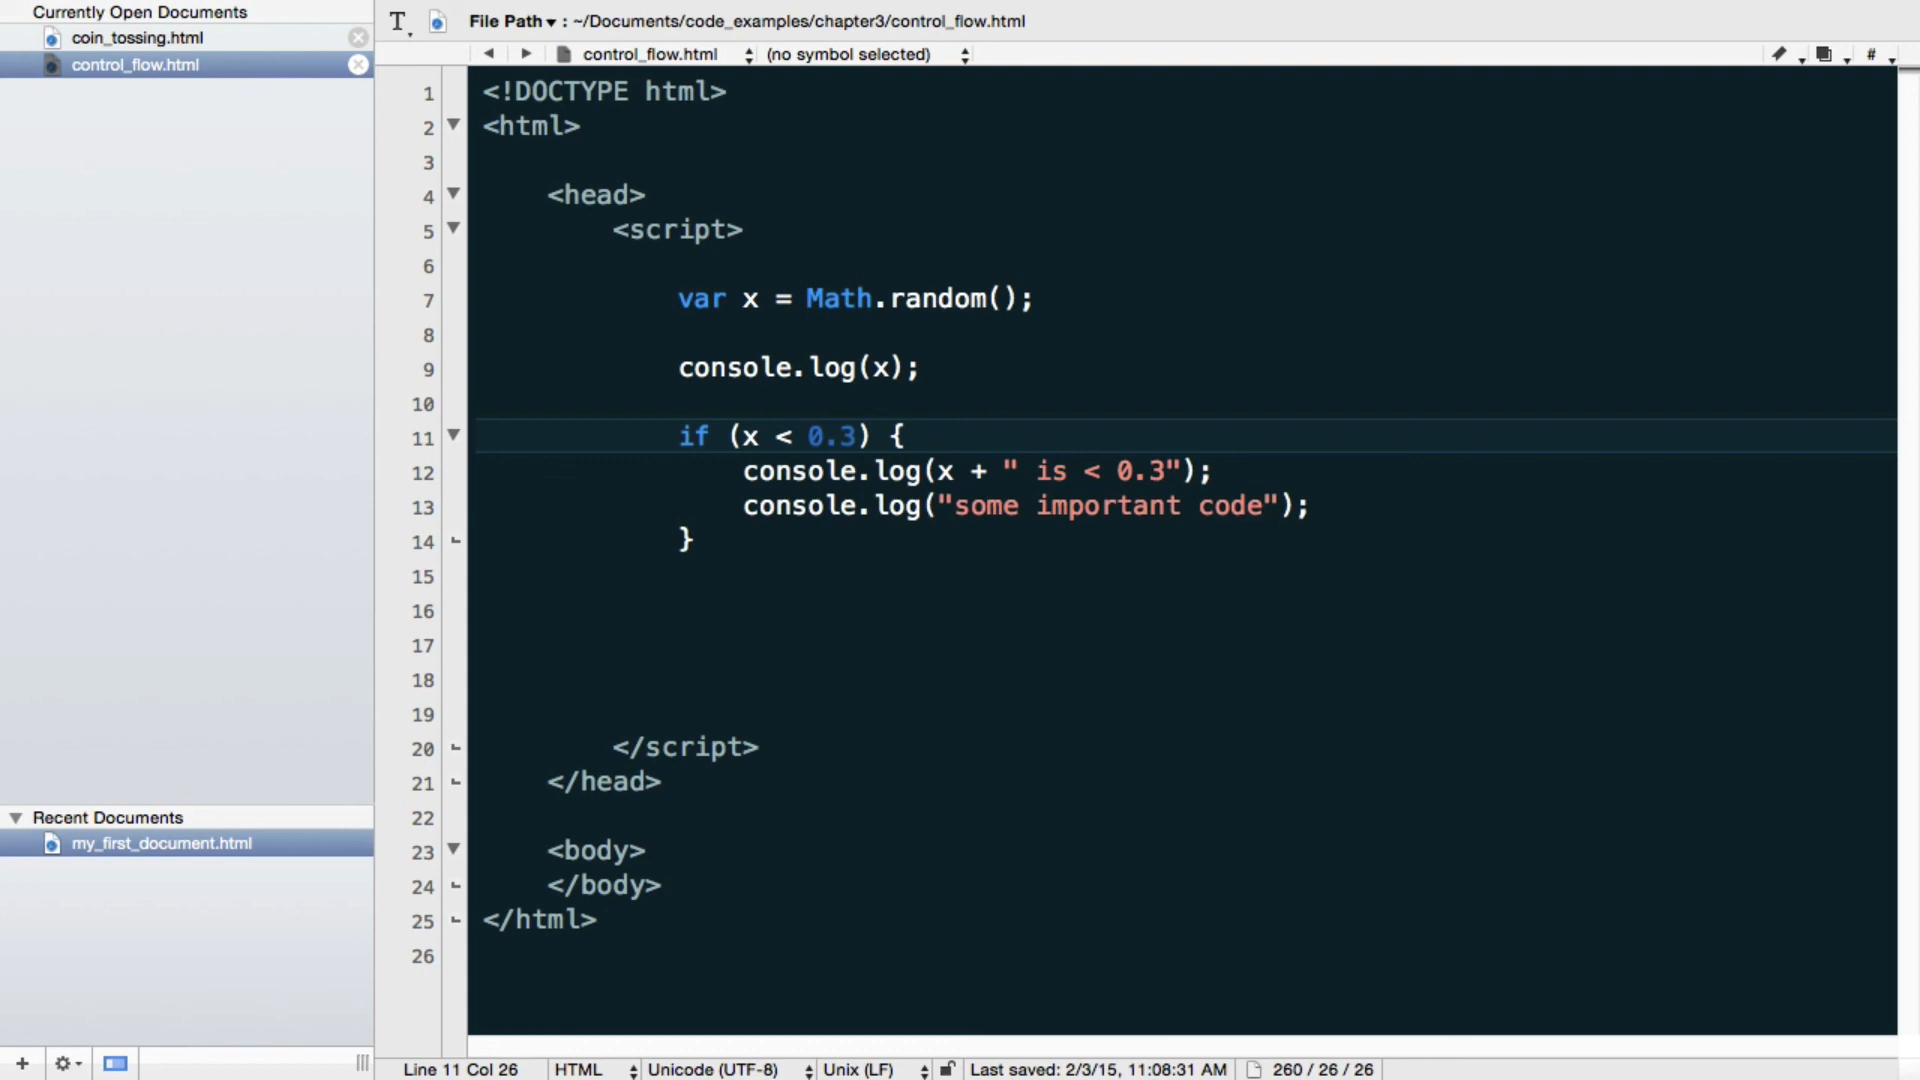 Currently Open Documents
coin_tossing.html
control_flow.html
File Path : ~/Documents/code_examples/chapter3/control_flow.html
control_flow.html (no symbol selected) #
1 <!DOCTYPE html>
2 <html>
3
4 <head>
5 <script>
6
7 var x = Math.random();
8
9 console.log(x);
10
11 if (x < 0.3) {
12 console.log(x + " is < 0.3");
13 console.log("some important code");
14 }
15
16
17
18
19
20 </script>
21 </head>
22
23 <body>
24 </body>
25 </html>
26
Recent Documents
my_first_document.html
Line 11 Col 26 HTML Unicode (UTF-8) Unix (LF) Last saved: 2/3/15, 11:08:31 AM 260 / 26 / 26